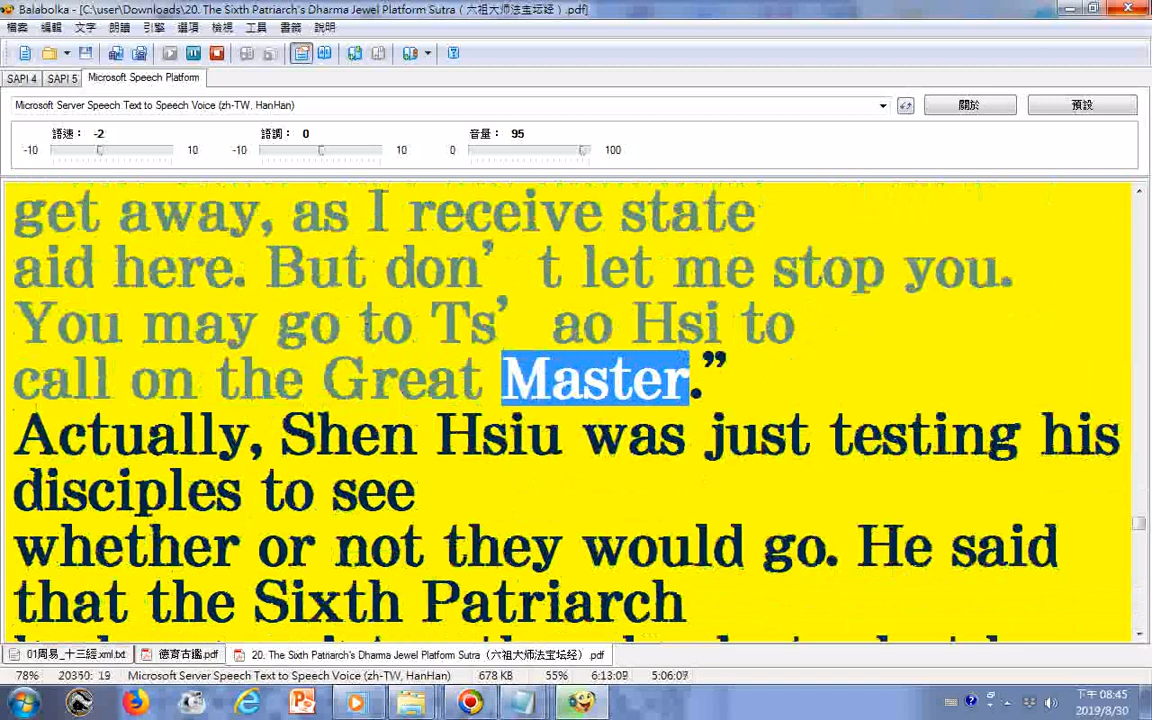 Balabolka - [C:\user\Downloads\20. The Sixth Patriarch's Dharma Jewel Platform Sutra（六祖大师法宝坛经）.pdf]
檔案 編輯 文字 朗讀 引擎 選項 檢視 工具 書籤 說明
SAPI 4 SAPI 5 Microsoft Speech Platform
Microsoft Server Speech Text to Speech Voice (zh-TW, HanHan) 關於 預設
語速： -2 語調： 0 音量： 95
-10 10 -10 10 0 100
get away, as I receive state
aid here. But don’t let me stop you.
You may go to Ts’ao Hsi to
call on the Great Master.”
Actually, Shen Hsiu was just testing his
disciples to see
whether or not they would go. He said
that the Sixth Patriarch
01周易_十三經.xml.txt 德育古鑑.pdf 20. The Sixth Patriarch's Dharma Jewel Platform Sutra（六祖大师法宝坛经）.pdf
78% 20350: 19 Microsoft Server Speech Text to Speech Voice (zh-TW, HanHan) 678 KB 55% 6:13:09 5:06:07
下午 08:45
2019/8/30